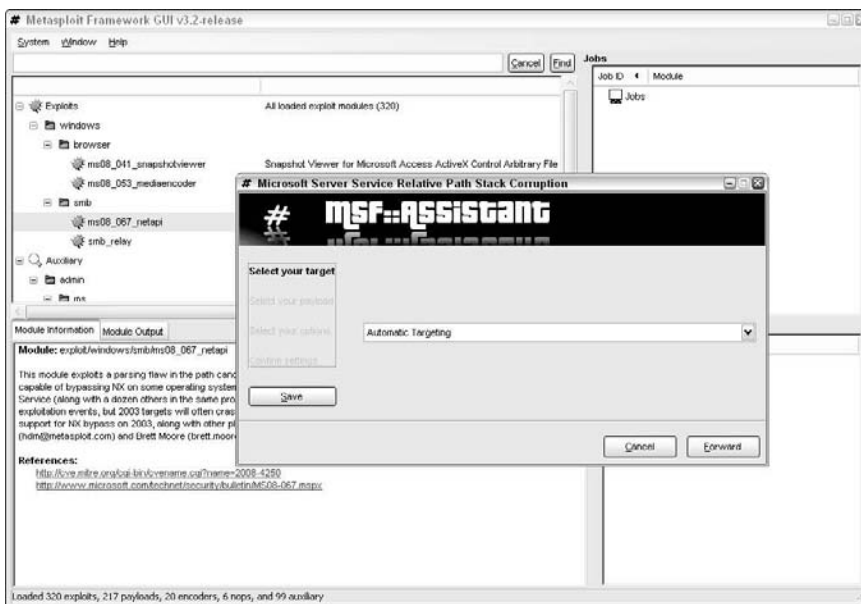 # Metasploit Framework GUI v3.2-release
System Window Help
Cancel Find
Jobs
Job ID Module
Jobs
Exploits All loaded exploit modules (320)
windows
browser
ms08_041_snapshotviewer Snapshot Viewer for Microsoft Access ActiveX Control Arbitrary File
ms08_053_mediaencoder
smb
ms08_067_netapi
smb_relay
Auxiliary
admin
ms
# Microsoft Server Service Relative Path Stack Corruption
# MSF::Assistant
Select your target
Select your payload
Select your options
Confirm settings
Automatic Targeting
Save
Cancel Forward
Module Information Module Output
Module: exploit/windows/smb/ms08_067_netapi
This module exploits a parsing flaw in the path canc
capable of bypassing NX on some operating system
Service (along with a dozen others in the same pro
exploitation events, but 2003 targets will often cras
support for NX bypass on 2003, along with other pl
(hdm@metasploit.com) and Brett Moore (brett.moor
References:
http://cve.mitre.org/cgi-bin/cvename.cgi?name=2008-4250
http://www.microsoft.com/technet/security/bulletin/MS08-067.mspx
Loaded 320 exploits, 217 payloads, 20 encoders, 6 nops, and 99 auxiliary